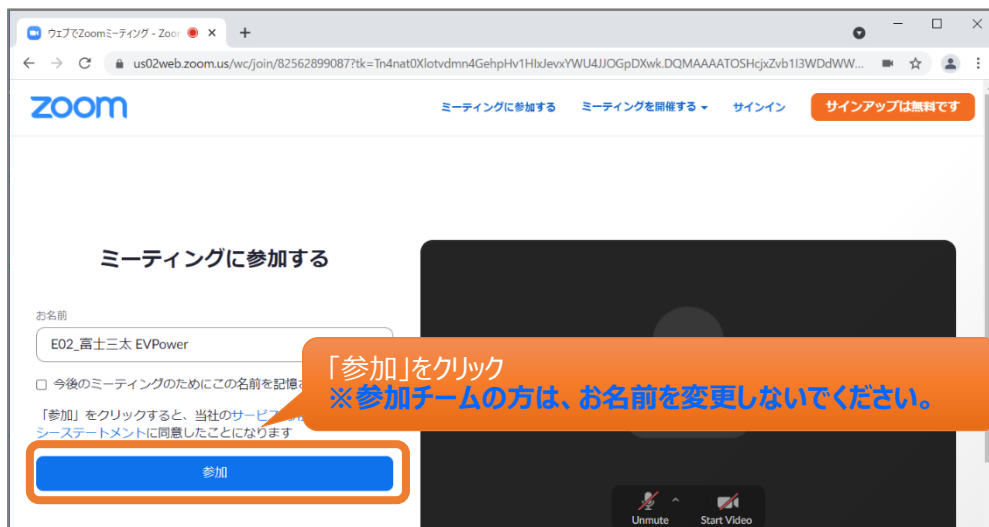 ウェブでZoomミーティング - Zoor
us02web.zoom.us/wc/join/82562899087?tk=Tn4nat0Xlotvdmn4GehpHv1HIxJevxYWU4JJOGpDXwk.DQMAAAATOSHcjxZvb1I3WDdWW...
zoom
ミーティングに参加する ミーティングを開催する サインイン サインアップは無料です
ミーティングに参加する
お名前
E02_富士三太 EVPower
今後のミーティングのためにこの名前を記憶
「参加」をクリックすると、当社のサービス
シーステートメントに同意したことになります
「参加」をクリック
※参加チームの方は、お名前を変更しないでください。
参加
Unmute Start Video